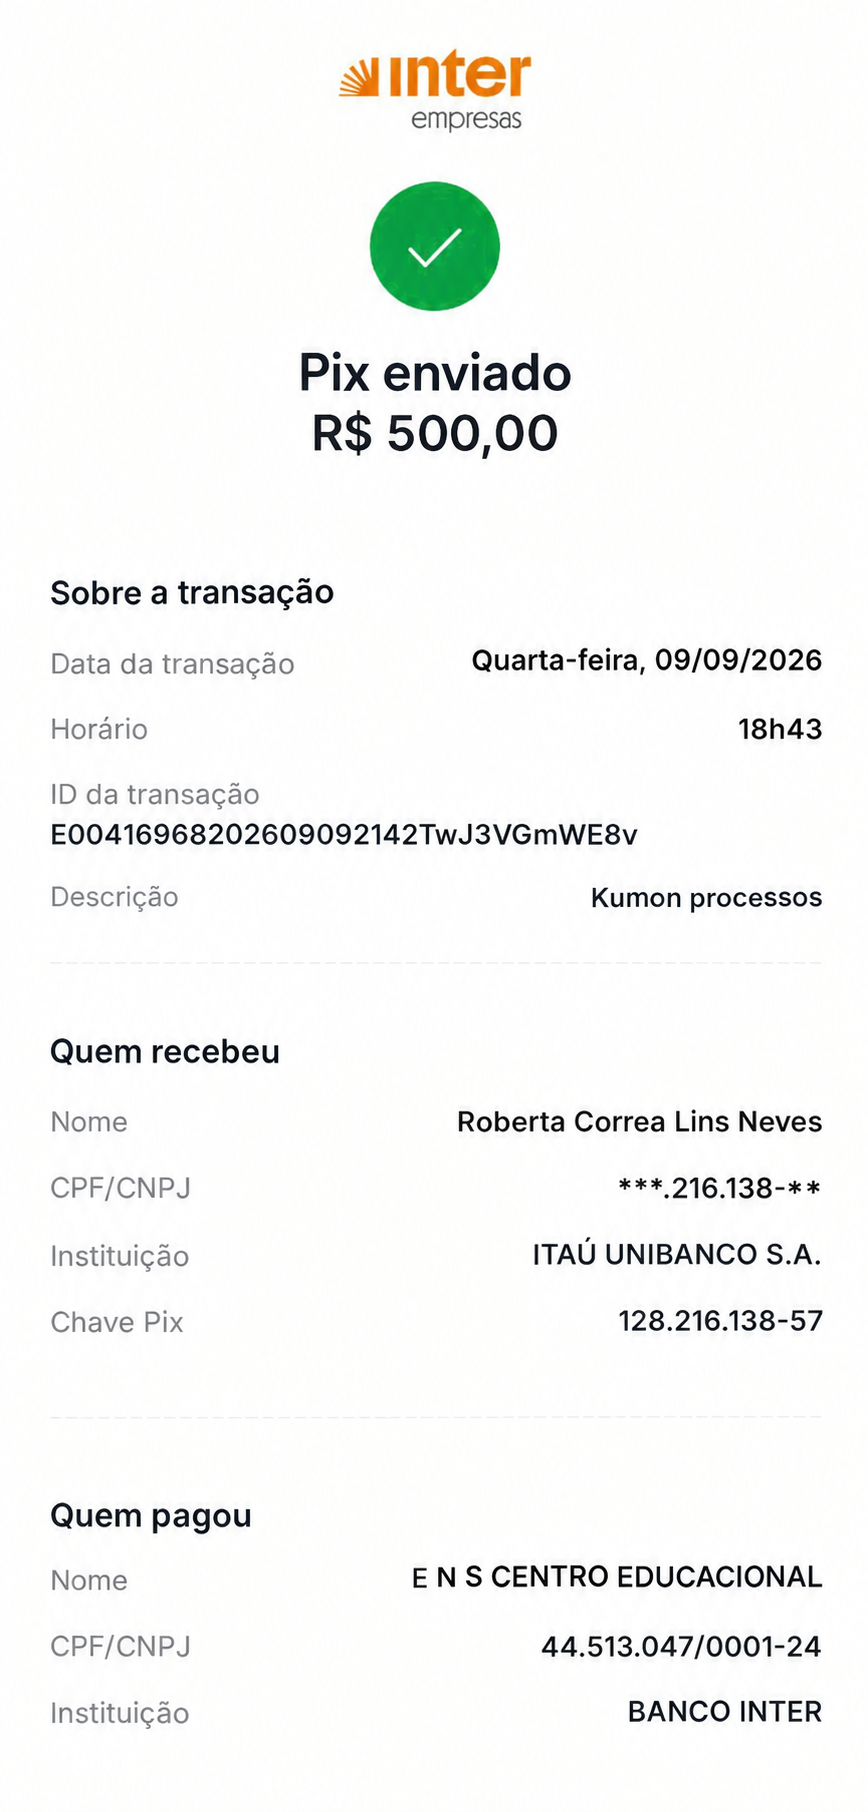 inter
empresas
Pix enviado
R$ 500,00
Sobre a transação
Data da transação Quarta-feira, 09/09/2026
Horário 18h43
ID da transação
E00416968202609092142TwJ3VGmWE8v
Descrição Kumon processos
Quem recebeu
Nome Roberta Correa Lins Neves
CPF/CNPJ ***.216.138-**
Instituição ITAÚ UNIBANCO S.A.
Chave Pix 128.216.138-57
Quem pagou
Nome E N S CENTRO EDUCACIONAL
CPF/CNPJ 44.513.047/0001-24
Instituição BANCO INTER